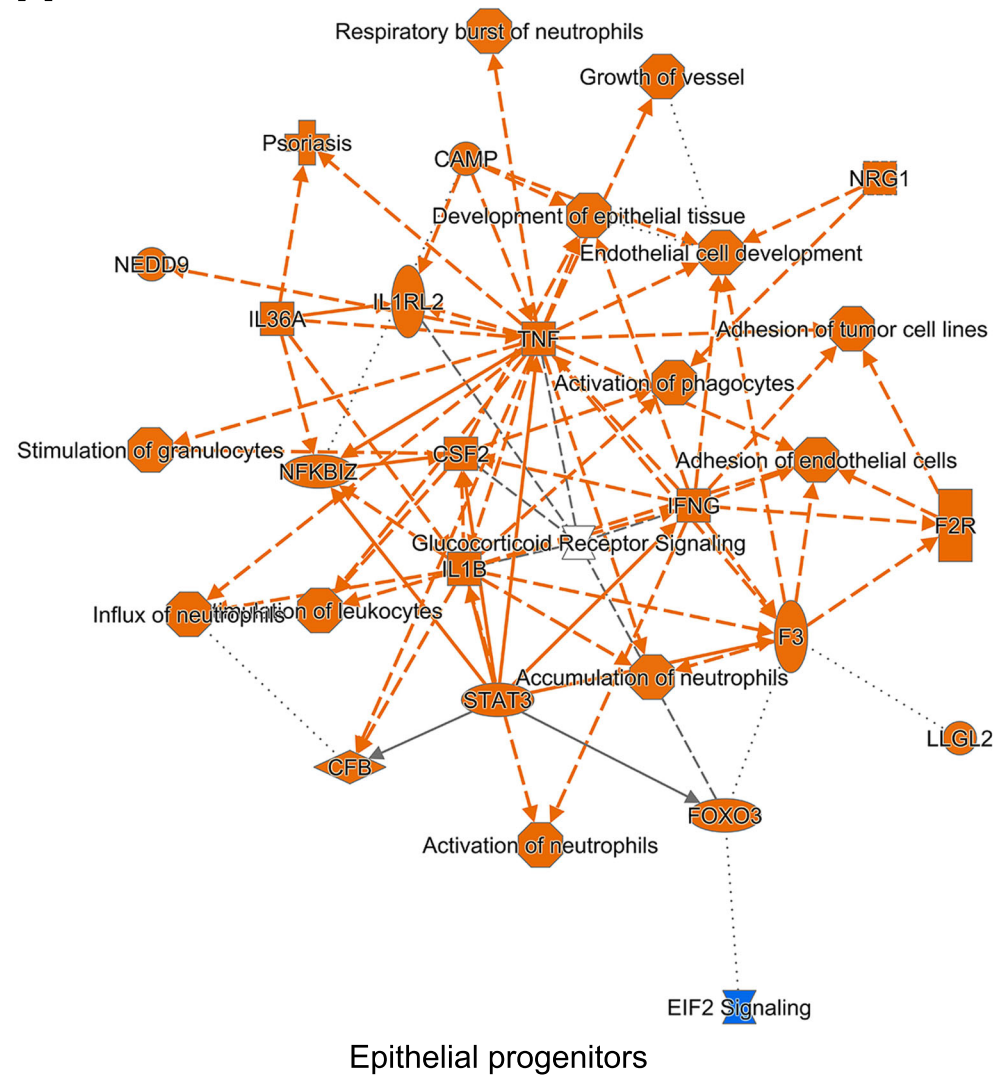 Respiratory burst of neutrophils
Growth of vessel
Psoriasis
CAMP
NRG1
Development of epithelial tissue
Endothelial cell development
NEDD9
IL1RL2
IL36A
TNF
Adhesion of tumor cell lines
Activation of phagocytes
Stimulation of granulocytes
CSF2
Adhesion of endothelial cells
NFKBIZ
IFNG
F2R
Glucocorticoid Receptor Signaling
IL1B
Influx of neutrophils
of leukocytes
F3
Accumulation of neutrophils
STAT3
LLGL2
CFB
FOXO3
Activation of neutrophils
EIF2 Signaling
Epithelial progenitors